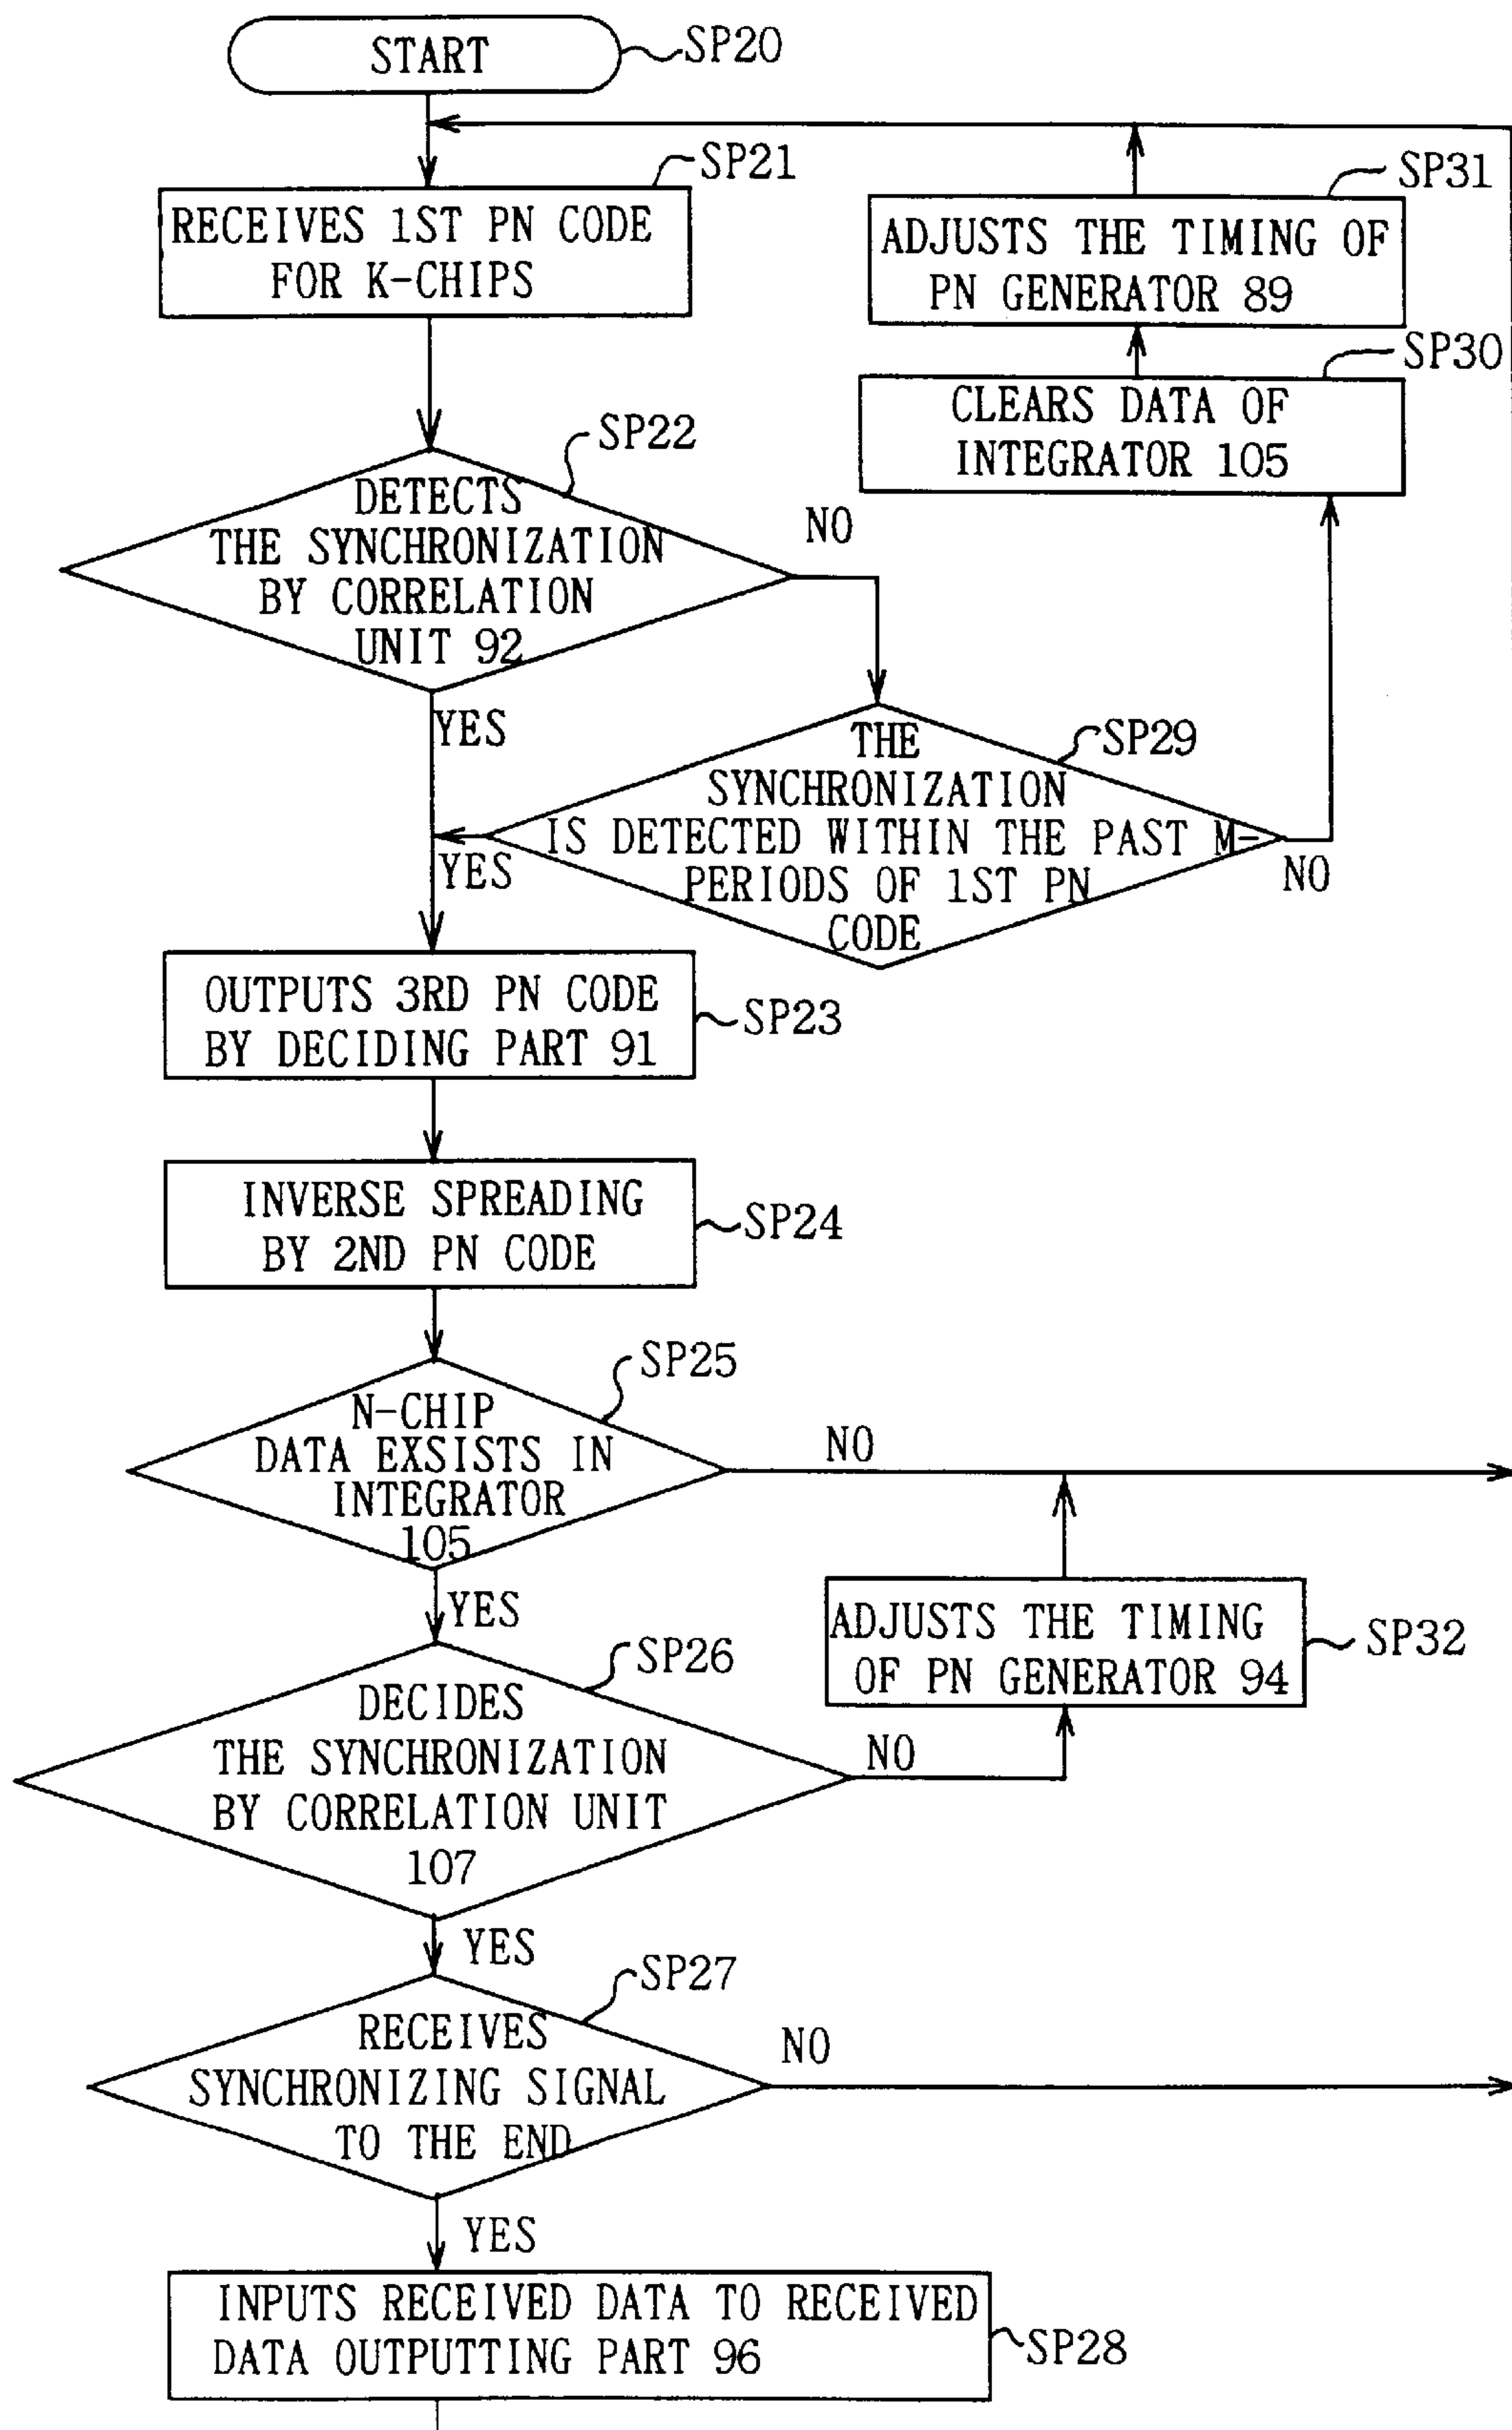 START
SP20
SP21
RECEIVES 1ST PN CODE
FOR K-CHIPS
SP31
ADJUSTS THE TIMING OF
PN GENERATOR 89
SP30
CLEARS DATA OF
INTEGRATOR 105
SP22
DETECTS
THE SYNCHRONIZATION
BY CORRELATION
UNIT 92
NO
YES
SP29
THE
SYNCHRONIZATION
IS DETECTED WITHIN THE PAST M-
PERIODS OF 1ST PN
CODE
YES
NO
OUTPUTS 3RD PN CODE
BY DECIDING PART 91
SP23
INVERSE SPREADING
BY 2ND PN CODE
SP24
SP25
N-CHIP
DATA EXSISTS IN
INTEGRATOR
105
NO
YES
ADJUSTS THE TIMING
OF PN GENERATOR 94
SP32
SP26
DECIDES
THE SYNCHRONIZATION
BY CORRELATION UNIT
107
NO
YES
SP27
RECEIVES
SYNCHRONIZING SIGNAL
TO THE END
NO
YES
INPUTS RECEIVED DATA TO RECEIVED
DATA OUTPUTTING PART 96
SP28